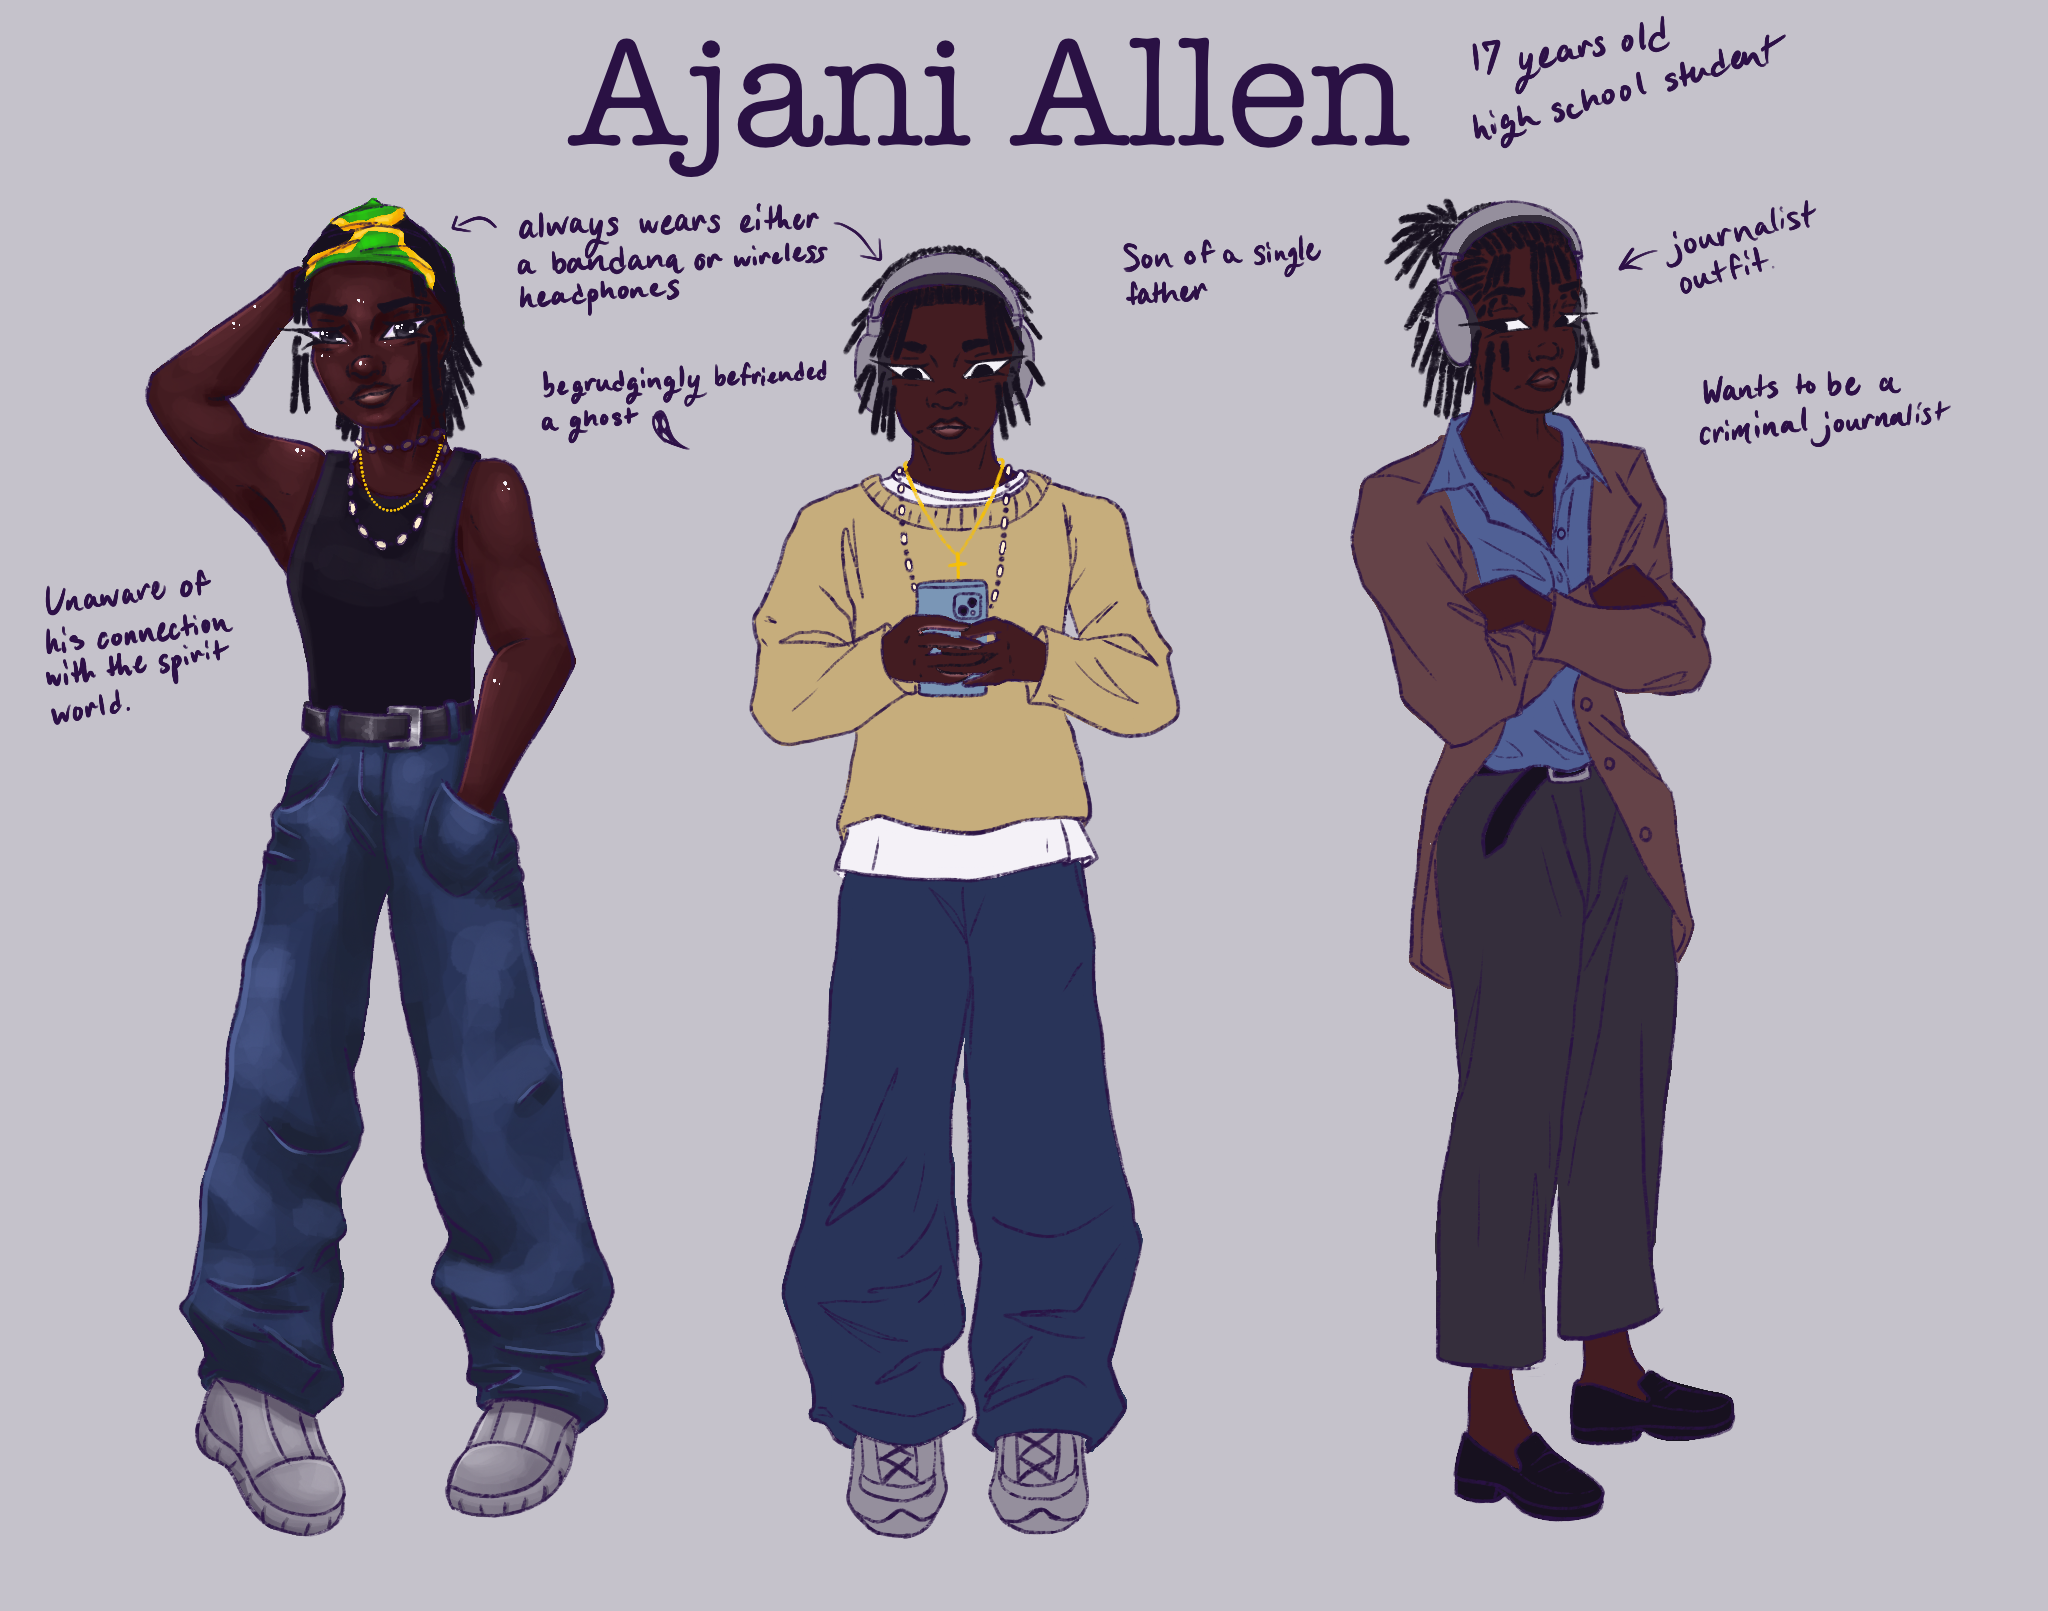 Ajani Allen
17 years old
high school student
always wears either
a bandana or wireless
headphones
Son of a single
father
journalist
outfit.
begrudgingly befriended
a ghost
Wants to be a
criminal journalist
Unaware of
his connection
with the spirit
world.